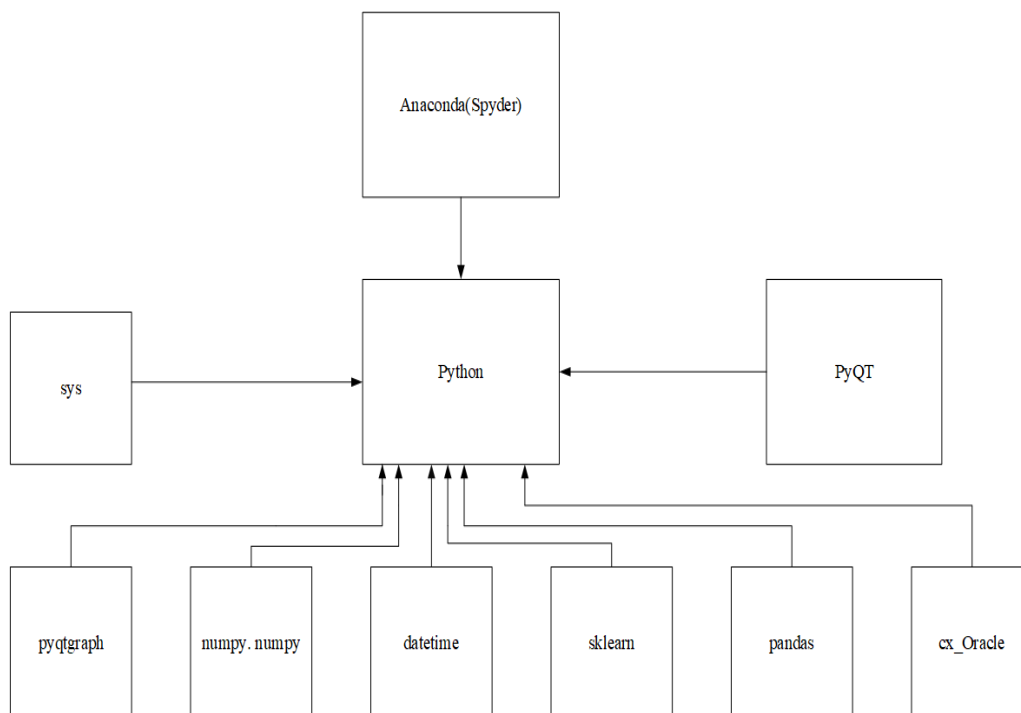 Anaconda(Spyder)
Python
PyQT
sys
pyqtgraph
numpy. numpy
datetime
sklearn
pandas
cx_Oracle